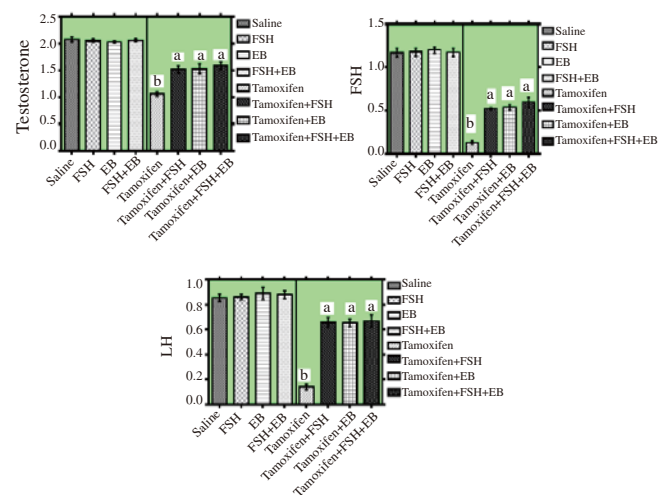 2.5
2.0
1.5
1.0
0.5
0.0
Testosterone
b
a
a
a
Saline
FSH
EB
FSH+EB
Tamoxifen
Tamoxifen+FSH
Tamoxifen+EB
Tamoxifen+FSH+EB
Saline
FSH
EB
FSH+EB
Tamoxifen
Tamoxifen+FSH
Tamoxifen+EB
Tamoxifen+FSH+EB
1.5
1.0
0.5
0.0
FSH
b
a
a
a
Saline
FSH
EB
FSH+EB
Tamoxifen
Tamoxifen+FSH
Tamoxifen+EB
Tamoxifen+FSH+EB
Saline
FSH
EB
FSH+EB
Tamoxifen
Tamoxifen+FSH
Tamoxifen+EB
Tamoxifen+FSH+EB
1.0
0.8
0.6
0.4
0.2
0.0
LH
b
a
a
a
Saline
FSH
EB
FSH+EB
Tamoxifen
Tamoxifen+FSH
Tamoxifen+EB
Tamoxifen+FSH+EB
Saline
FSH
EB
FSH+EB
Tamoxifen
Tamoxifen+FSH
Tamoxifen+EB
Tamoxifen+FSH+EB